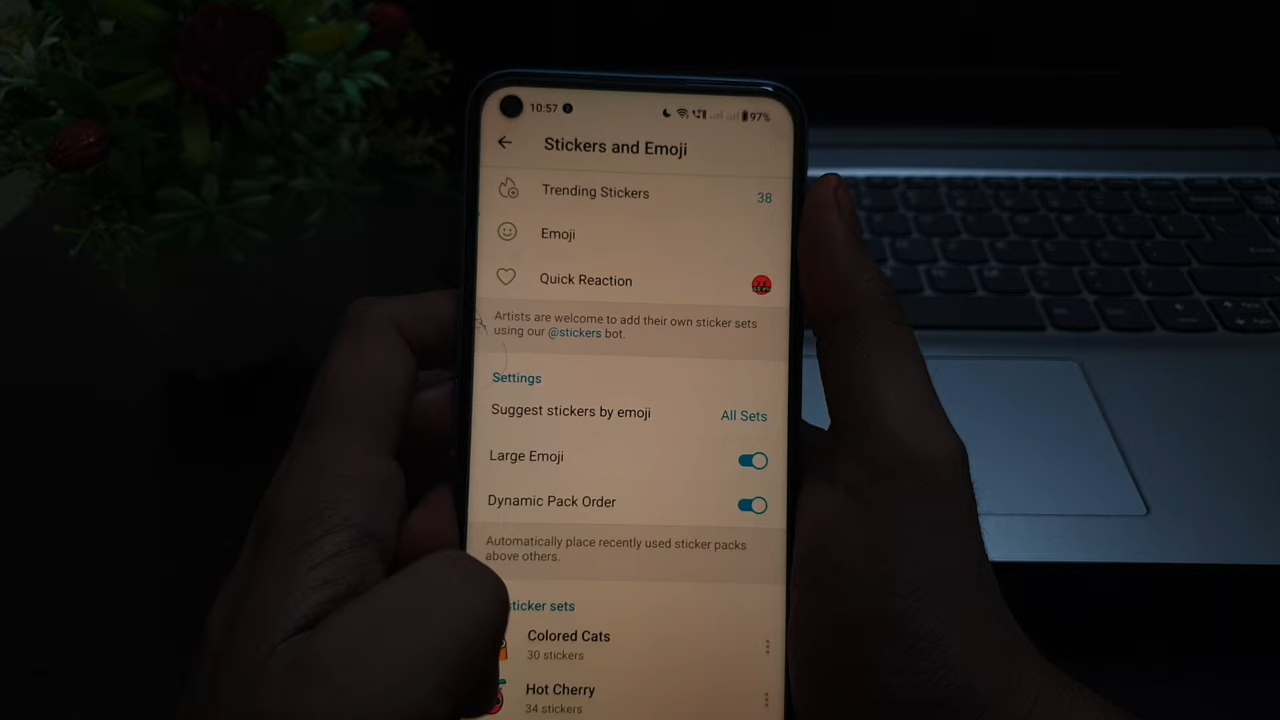 10:57
97%
Stickers and Emoji
Trending Stickers 38
Emoji
Quick Reaction
Artists are welcome to add their own sticker sets
using our @stickers bot.
Settings
Suggest stickers by emoji All Sets
Large Emoji
Dynamic Pack Order
Automatically place recently used sticker packs
above others.
sticker sets
Colored Cats
30 stickers
Hot Cherry
34 stickers